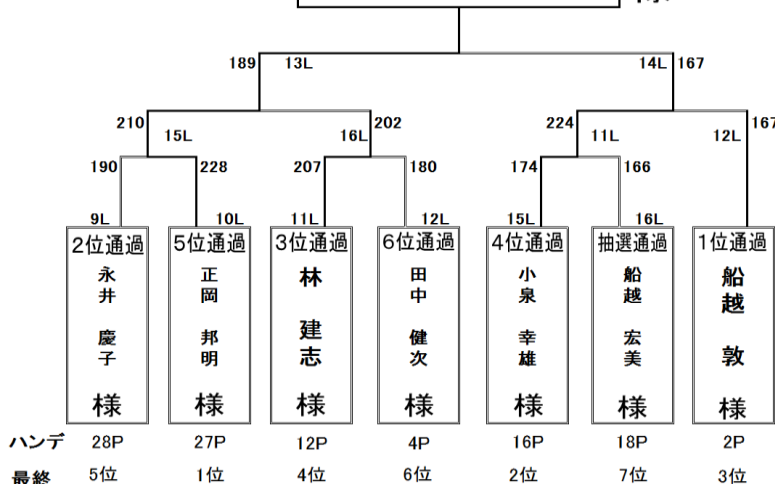 189 13L 14L 167
210 15L 16L 202 224 11L 12L 167
190 228 207 180 174 166
9L 10L 11L 12L 15L 16L
2位通過 5位通過 3位通過 6位通過 4位通過 抽選通過 1位通過
永井 慶子 様
正岡 邦明 様
林 建志 様
田中 健次 様
小泉 幸雄 様
船越 宏美 様
船越 敦 様
ハンデ 28P 27P 12P 4P 16P 18P 2P
最終 5位 1位 4位 6位 2位 7位 3位